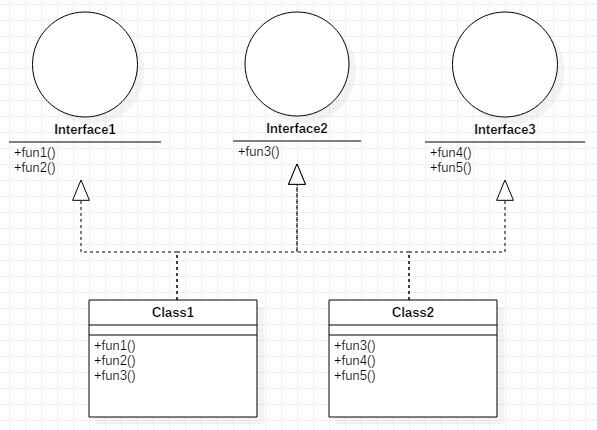 Interface1
+fun1()
+fun2()
Interface2
+fun3()
Interface3
+fun4()
+fun5()
Class1
+fun1()
+fun2()
+fun3()
Class2
+fun3()
+fun4()
+fun5()